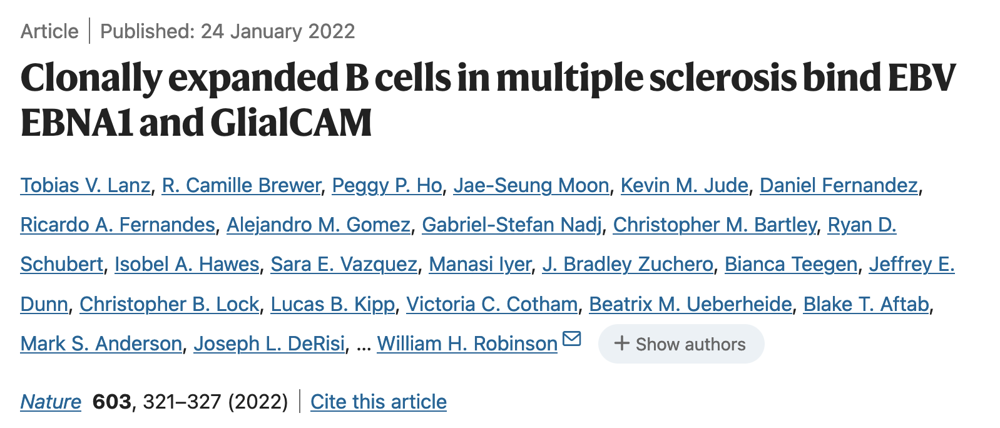 Article | Published: 24 January 2022
Clonally expanded B cells in multiple sclerosis bind EBV
EBNA1 and GlialCAM
Tobias V. Lanz, R. Camille Brewer, Peggy P. Ho, Jae-Seung Moon, Kevin M. Jude, Daniel Fernandez,
Ricardo A. Fernandes, Alejandro M. Gomez, Gabriel-Stefan Nadj, Christopher M. Bartley, Ryan D.
Schubert, Isobel A. Hawes, Sara E. Vazquez, Manasi Iyer, J. Bradley Zuchero, Bianca Teegen, Jeffrey E.
Dunn, Christopher B. Lock, Lucas B. Kipp, Victoria C. Cotham, Beatrix M. Ueberheide, Blake T. Aftab,
Mark S. Anderson, Joseph L. DeRisi, ... William H. Robinson + Show authors
Nature 603, 321–327 (2022) | Cite this article